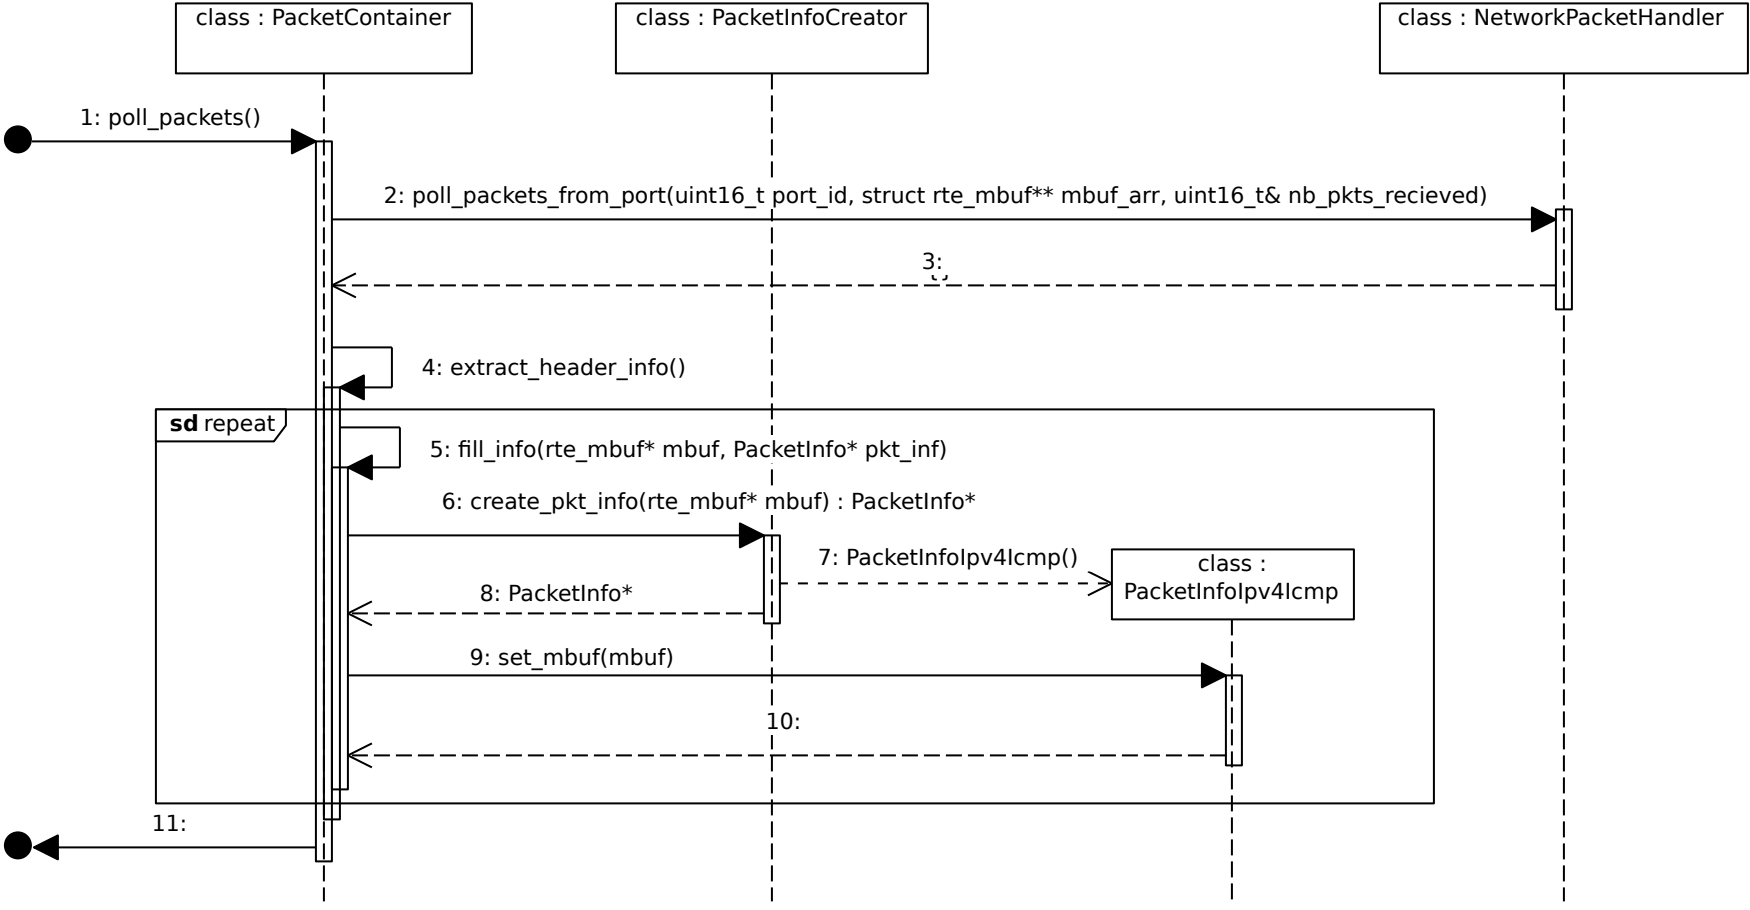 class : PacketContainer
class : PacketInfoCreator
class : NetworkPacketHandler
1: poll_packets()
2: poll_packets_from_port(uint16_t port_id, struct rte_mbuf** mbuf_arr, uint16_t& nb_pkts_recieved)
3:
4: extract_header_info()
sd repeat
5: fill_info(rte_mbuf* mbuf, PacketInfo* pkt_inf)
6: create_pkt_info(rte_mbuf* mbuf) : PacketInfo*
7: PacketInfoIpv4Icmp()
class :
PacketInfoIpv4Icmp
8: PacketInfo*
9: set_mbuf(mbuf)
10:
11: